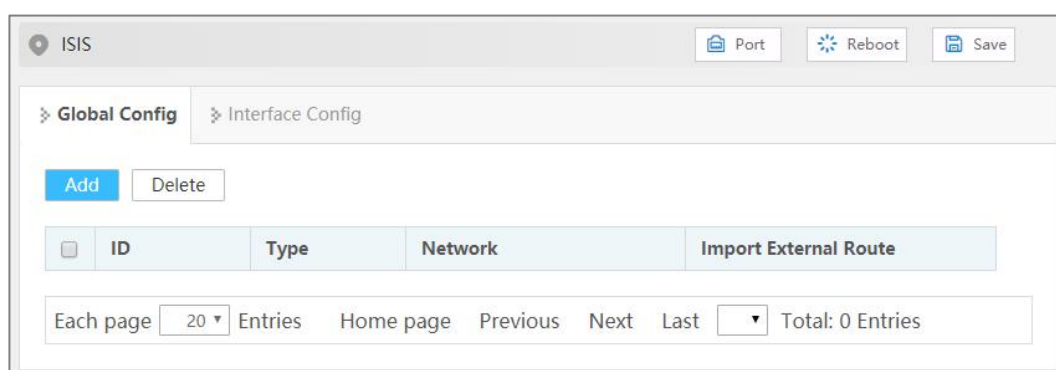 ISIS Port Reboot Save
Global Config Interface Config
Add Delete
ID Type Network Import External Route
Each page 20 Entries Home page Previous Next Last Total: 0 Entries